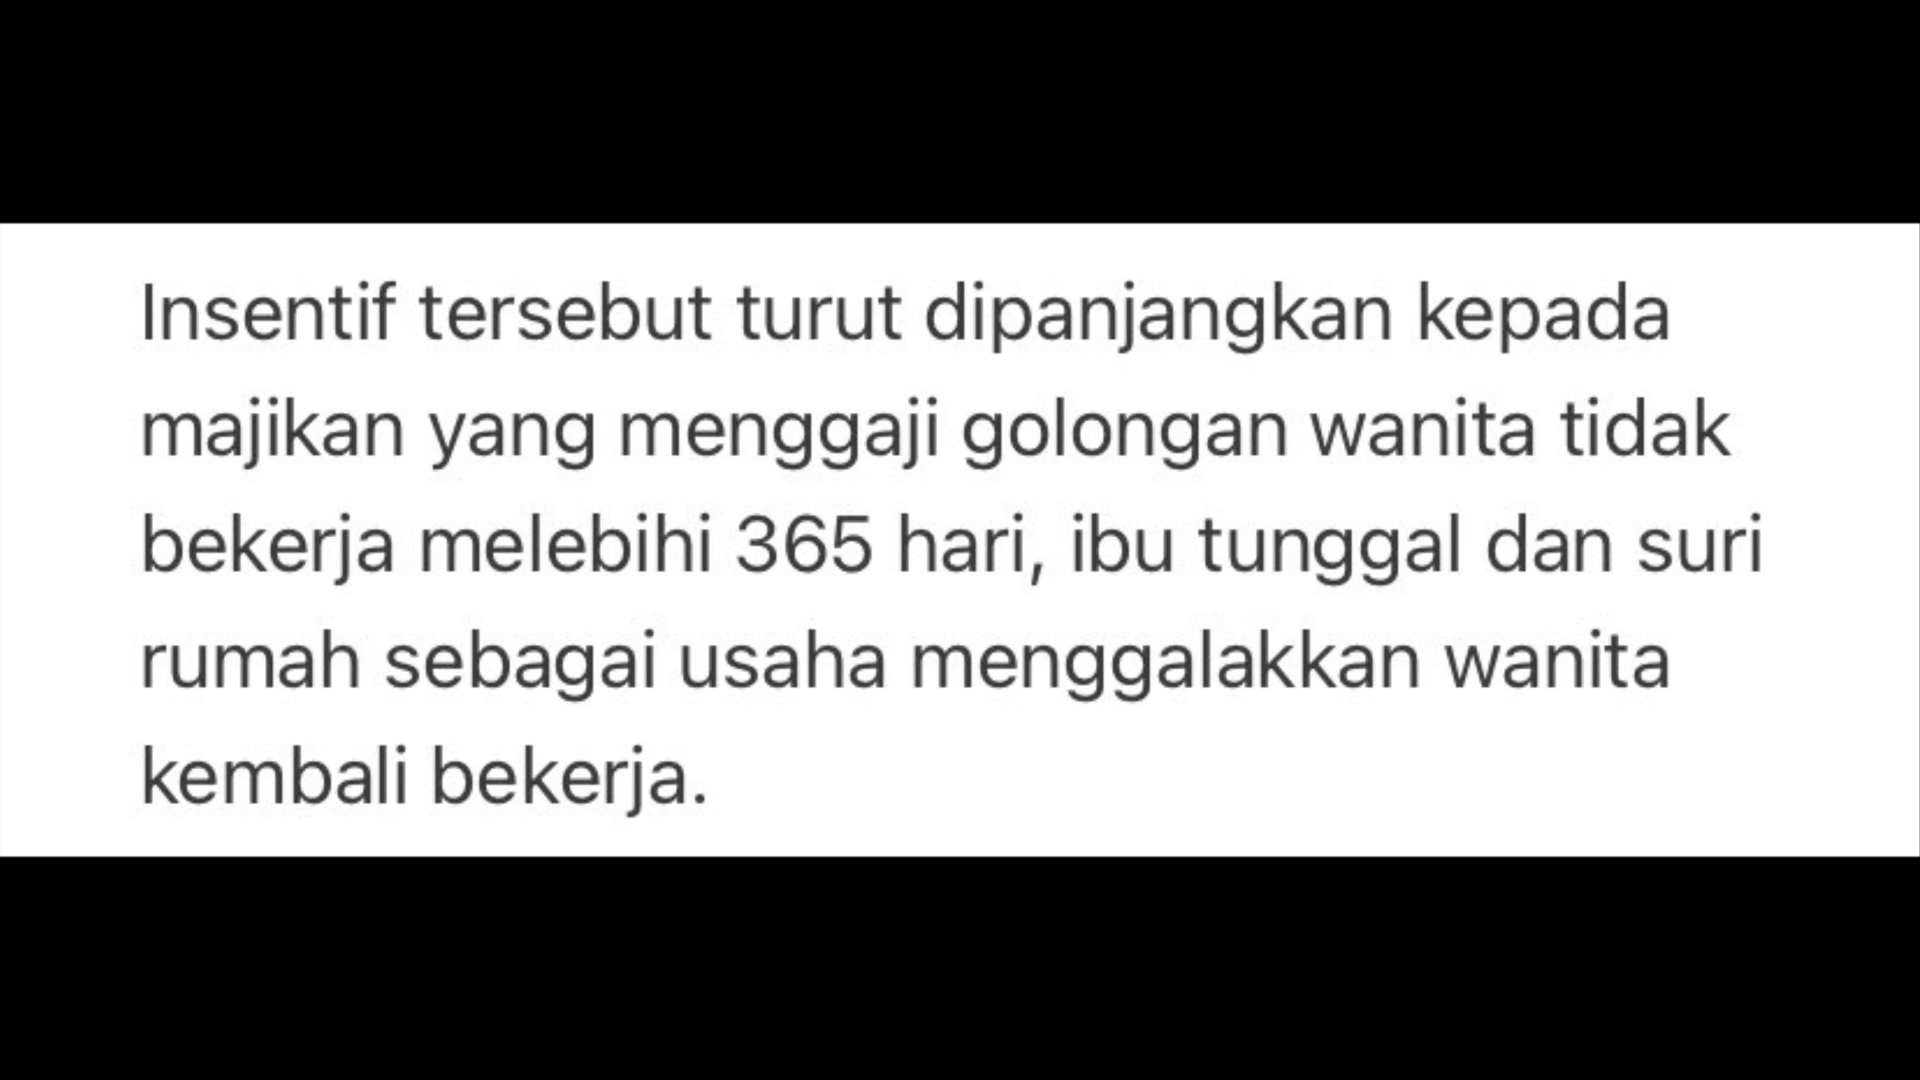 Insentif tersebut turut dipanjangkan kepada
majikan yang menggaji golongan wanita tidak
bekerja melebihi 365 hari, ibu tunggal dan suri
rumah sebagai usaha menggalakkan wanita
kembali bekerja.